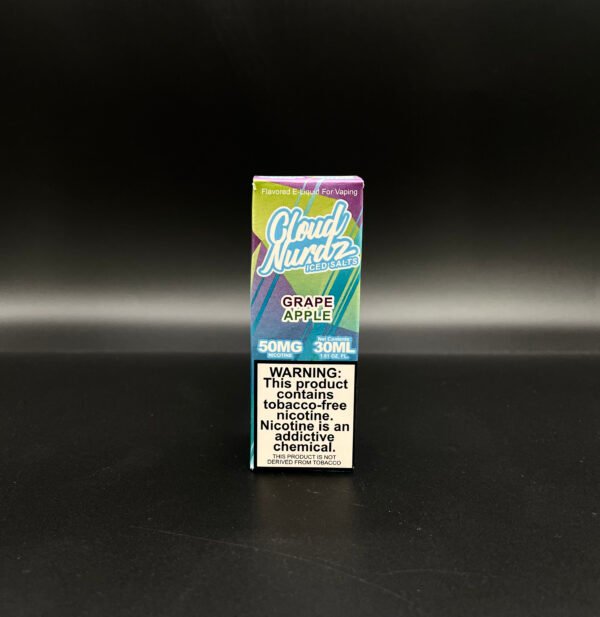 Flavored E-Liquid For Vaping
Cloud
Nurdz
ICED SALTS
GRAPE
APPLE
50MG
NICOTINE
Net Contents
30ML
1.01 OZ. FL.
WARNING:
This product
contains
tobacco-free
nicotine.
Nicotine is an
addictive
chemical.
THIS PRODUCT IS NOT
DERIVED FROM TOBACCO